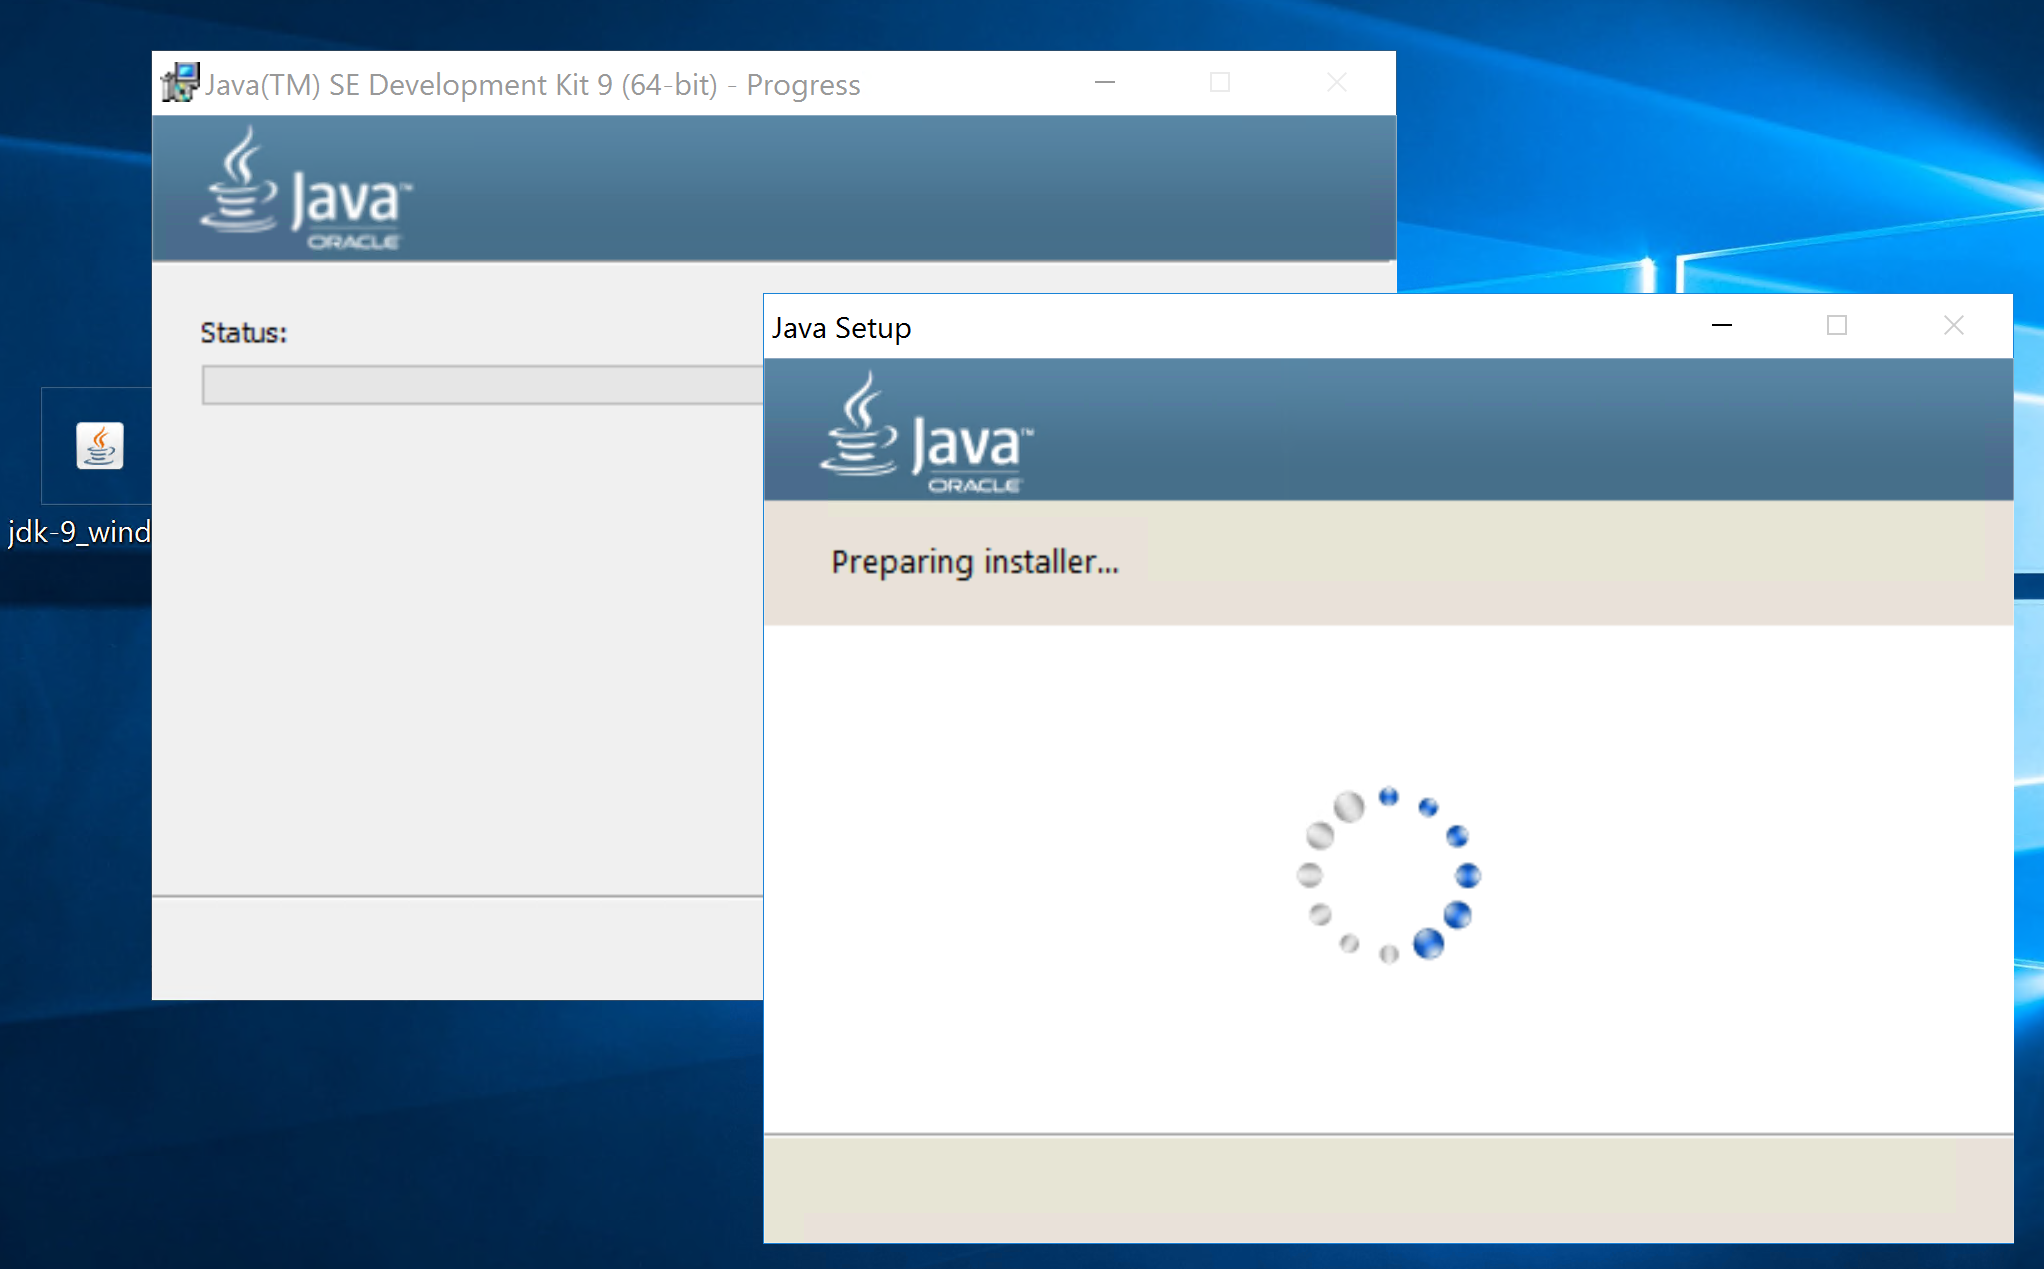 Java(TM) SE Development Kit 9 (64-bit) - Progress
Java™
ORACLE
Status:
jdk-9_wind
Java Setup
Java™
ORACLE
Preparing installer...